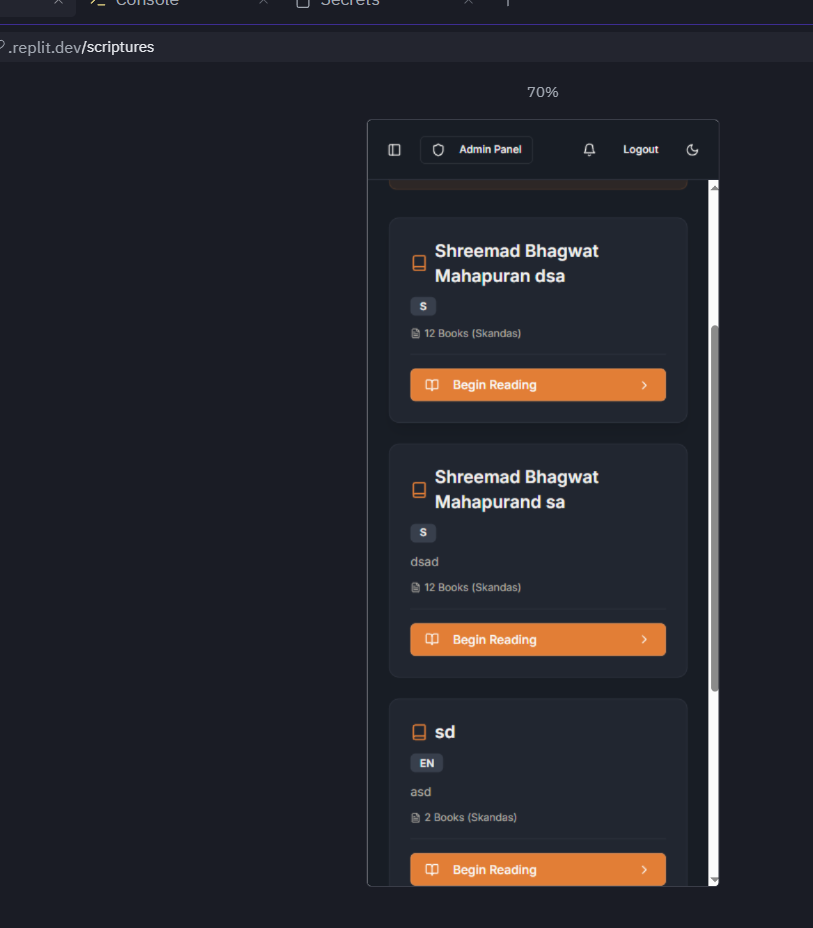 Console
Secrets
.replit.dev/scriptures
70%
Admin Panel
Logout
Shreemad Bhagwat
Mahapuran dsa
S
12 Books (Skandas)
Begin Reading
Shreemad Bhagwat
Mahapurand sa
S
dsad
12 Books (Skandas)
Begin Reading
sd
EN
asd
2 Books (Skandas)
Begin Reading